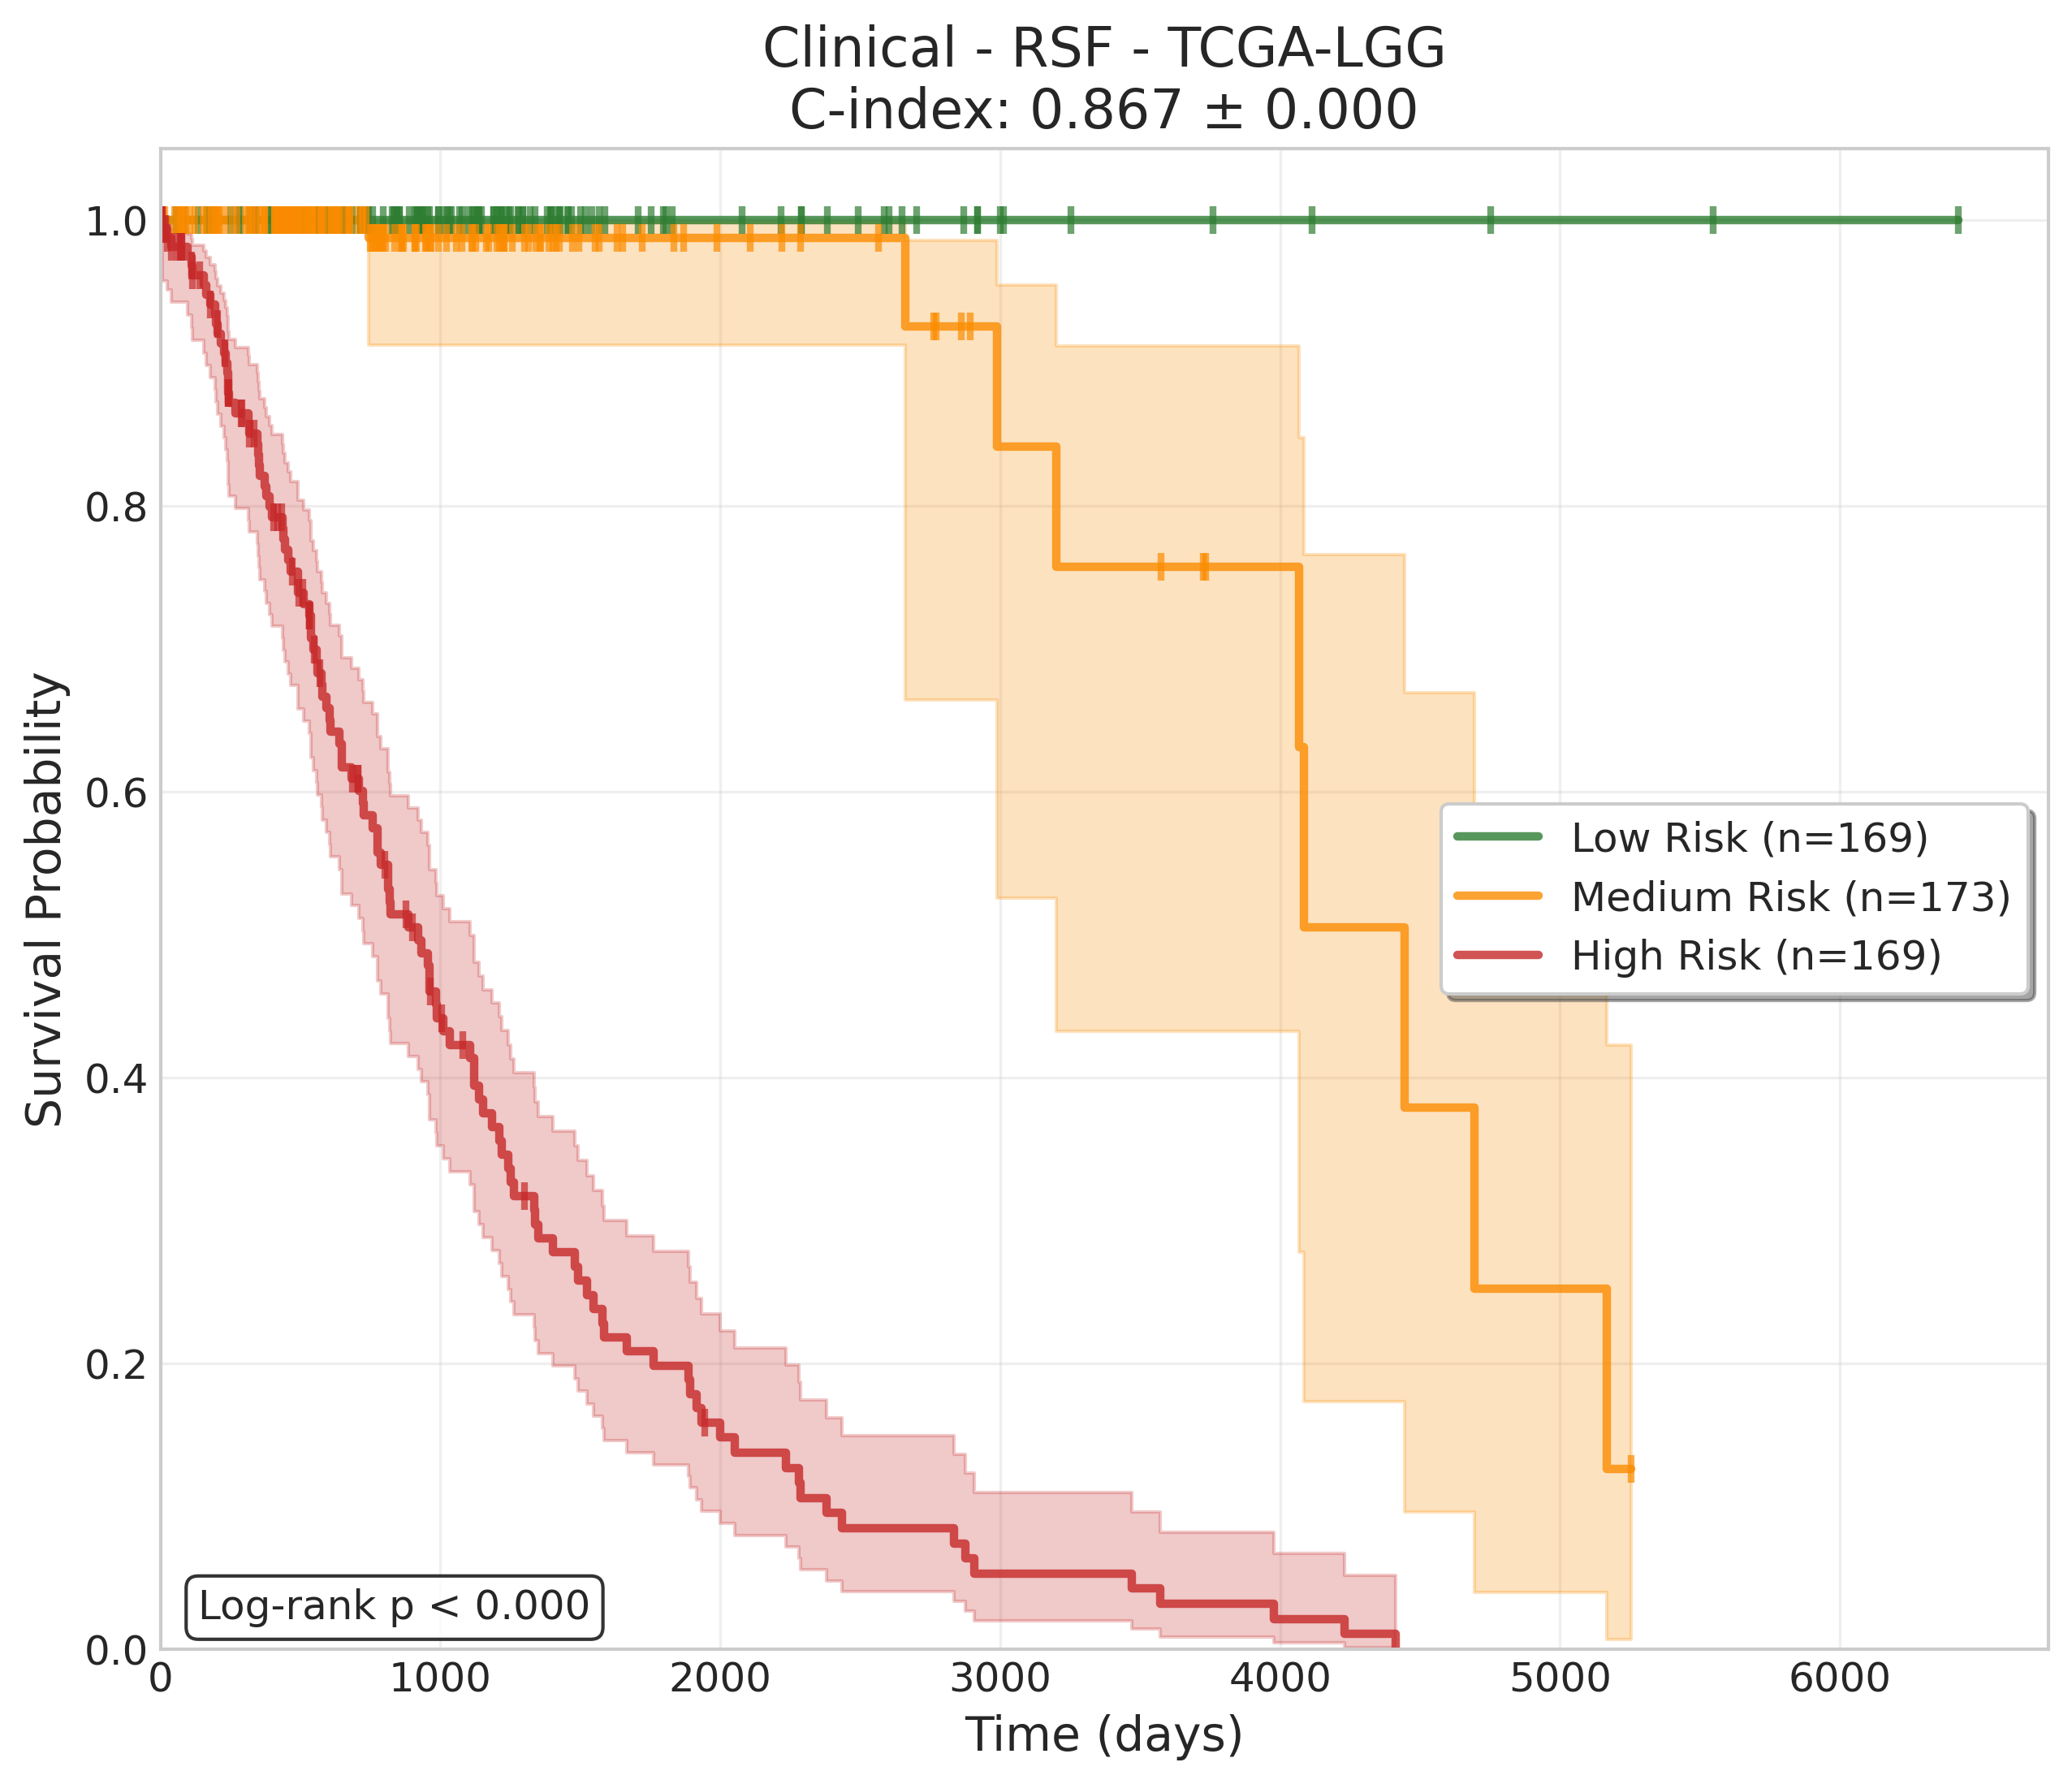 Clinical - RSF - TCGA-LGG
C-index: 0.867 ± 0.000
Survival Probability
1.0
0.8
0.6
0.4
0.2
0.0
Low Risk (n=169)
Medium Risk (n=173)
High Risk (n=169)
Log-rank p < 0.000
0 1000 2000 3000 4000 5000 6000
Time (days)